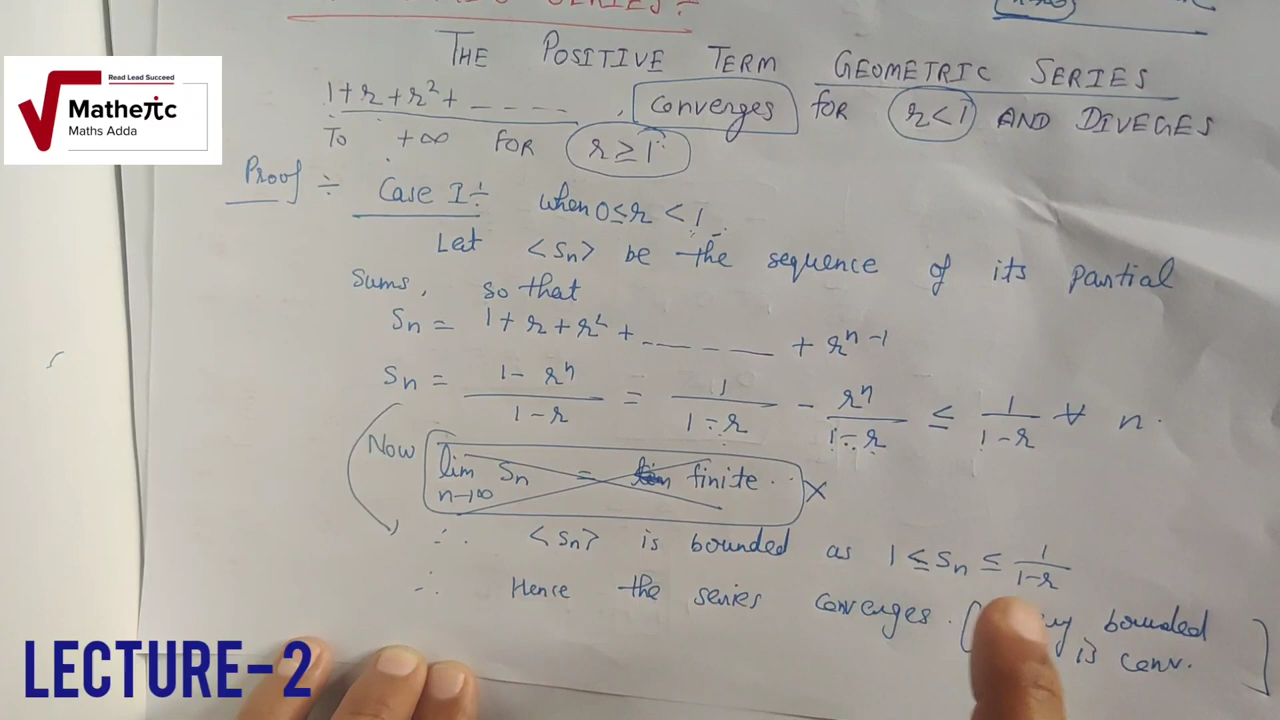 SERIES:-
THE POSITIVE TERM GEOMETRIC SERIES
1+r+r²+ _ _ _ _ , converges for r<1 AND DIVEGES
TO +∞ FOR r ≥ 1
Proof ÷ Case I ÷ when 0≤r < 1
Let <Sn> be the sequence of its partial
Sums, so that
Sn = 1+r+r²+ _ _ _ _ + r^(n-1)
Sn = (1-r^n)/(1-r) = 1/(1-r) - r^n/(1-r) ≤ 1/(1-r) ∀ n.
Now lim n→∞ Sn = finite.. ×
∴ <Sn> is bounded as 1 ≤ Sn ≤ 1/(1-r)
∴ Hence the series converges. ( bounded
is conv. ]
Read Lead Succeed
Mathetic
Maths Adda
LECTURE-2